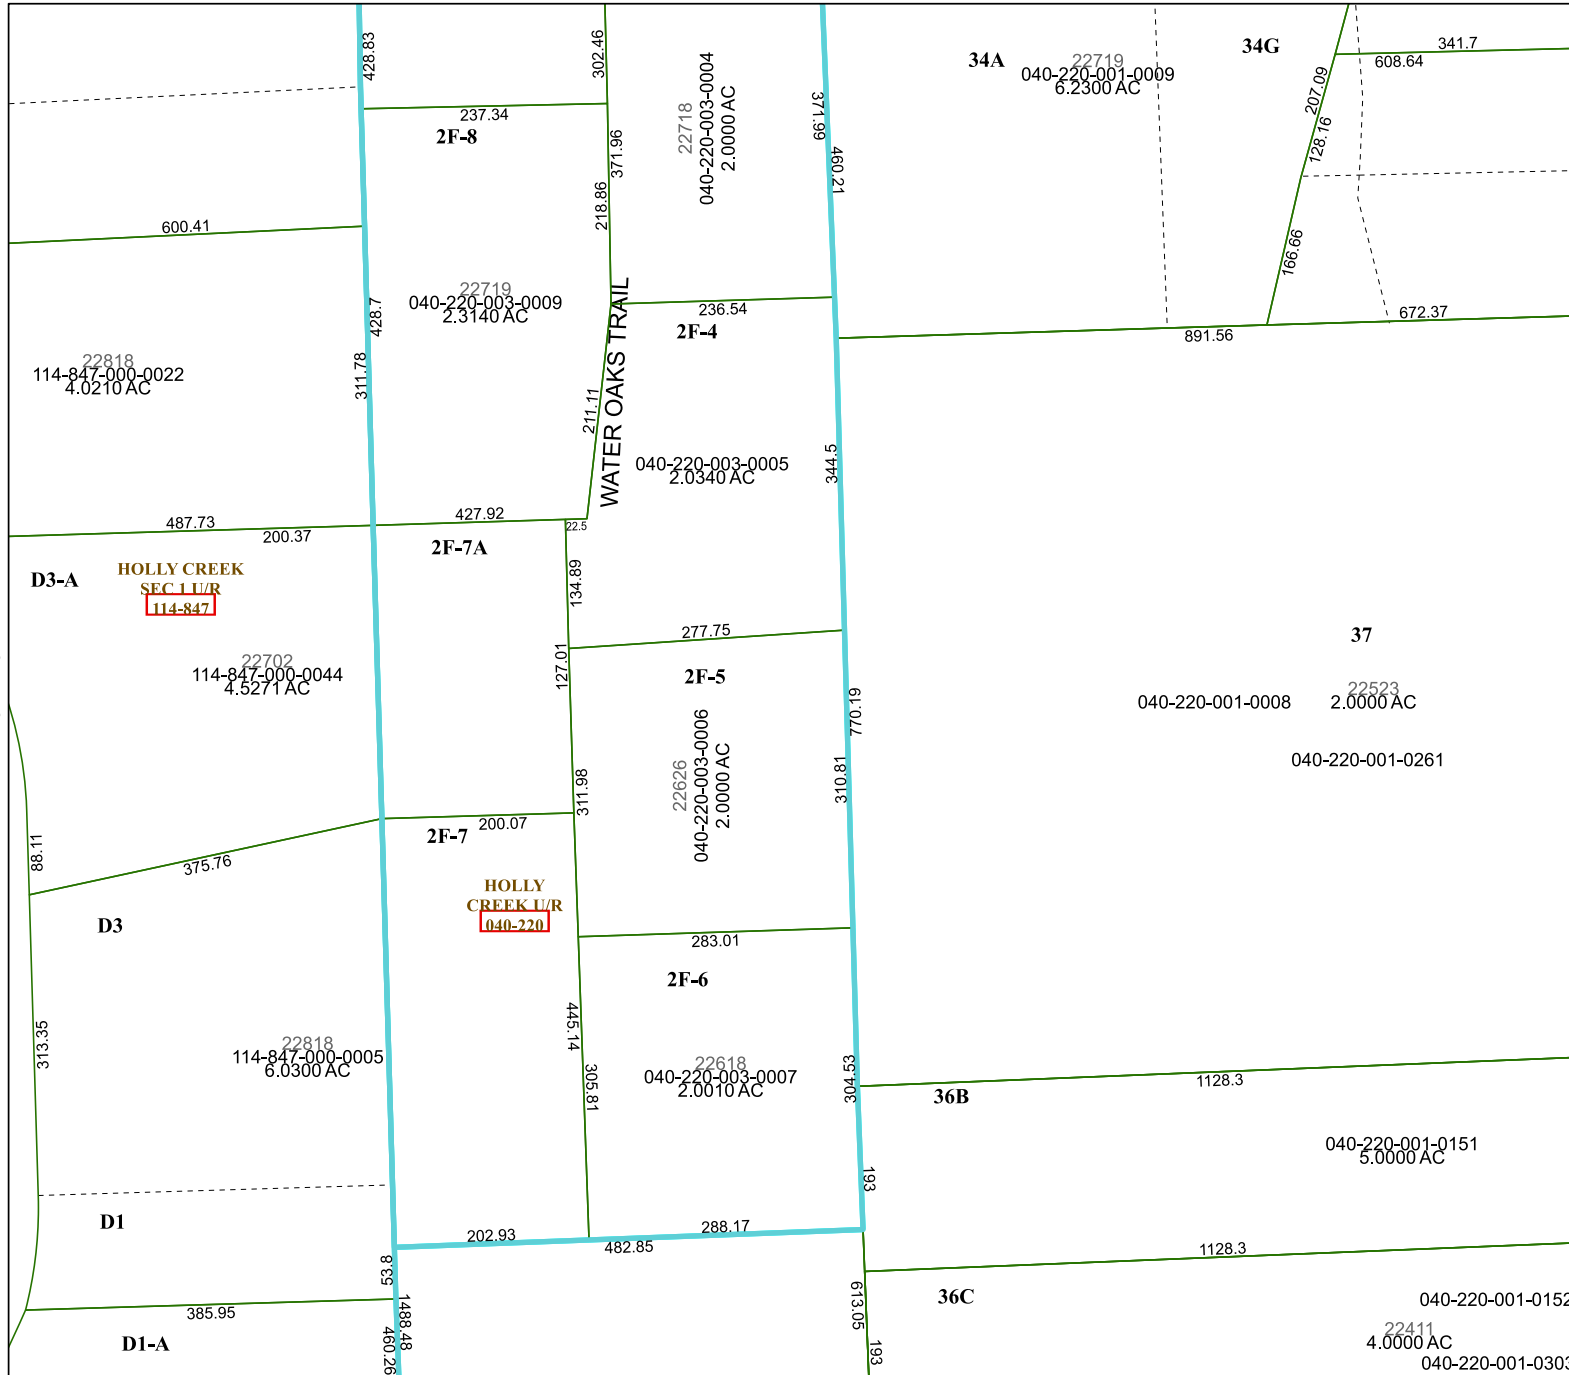 428.83
302.46
371.99
34A
22719
040-220-001-0009
6.2300 AC
34G
341.7
608.64
207.09
237.34
2F-8
371.96
22718
040-220-003-0004
2.0000 AC
460.21
128.16
600.41
218.86
166.66
428.7
22719
040-220-003-0009
2.3140 AC
WATER OAKS TRAIL
236.54
2F-4
672.37
891.56
22818
114-847-000-0022
4.0210 AC
311.78
211.11
344.5
040-220-003-0005
2.0340 AC
487.73
200.37
427.92
22.5
2F-7A
D3-A
HOLLY CREEK
SEC 1 U/R
114-847
134.89
277.75
37
22702
114-847-000-0044
4.5271 AC
127.01
2F-5
770.19
040-220-001-0008
22523
2.0000 AC
040-220-001-0261
22626
040-220-003-0006
2.0000 AC
310.81
311.98
88.11
375.76
200.07
2F-7
HOLLY
CREEK U/R
040-220
D3
283.01
2F-6
445.14
313.35
22818
114-847-000-0005
6.0300 AC
305.81
22618
040-220-003-0007
2.0010 AC
304.53
1128.3
36B
040-220-001-0151
5.0000 AC
193
D1
202.93
288.17
482.85
1128.3
53.8
385.95
1488.48
460.26
D1-A
613.05
193
36C
040-220-001-0152
22411
4.0000 AC
040-220-001-0303